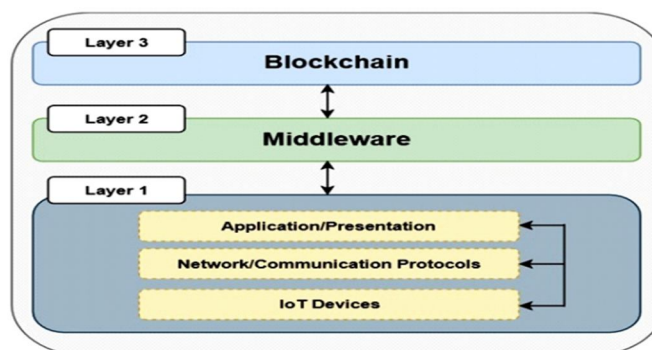 Layer 3
Blockchain
Layer 2
Middleware
Layer 1
Application/Presentation
Network/Communication Protocols
IoT Devices